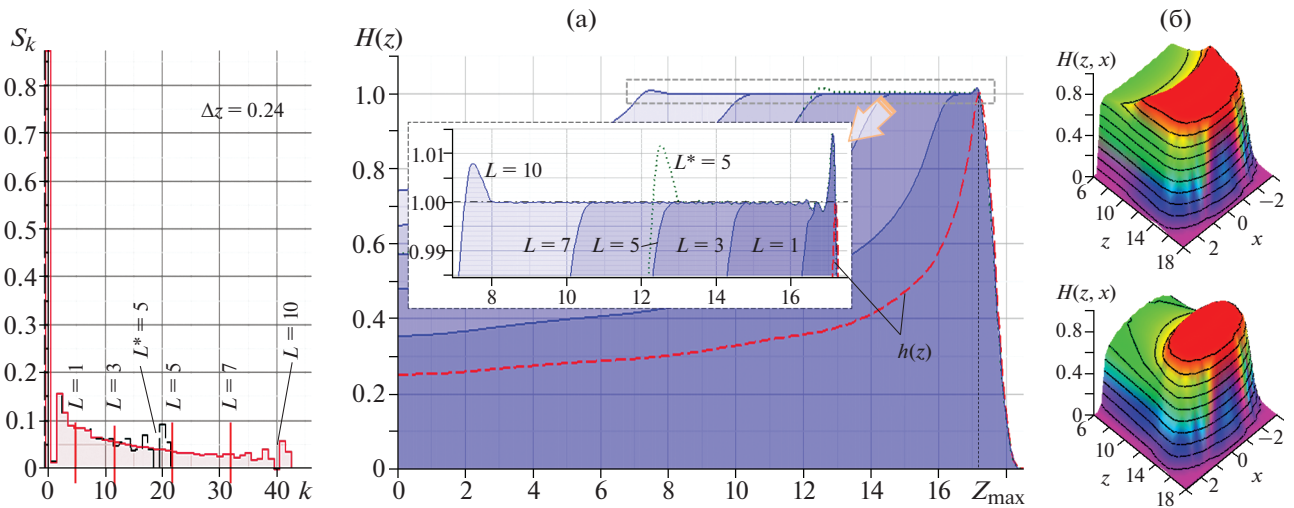 (а)
(б)
S_k
0.8
0.7
0.6
0.5
0.4
0.3
0.2
0.1
0
Δz = 0.24
L = 1
L = 3
L* = 5
L = 5
L = 7
L = 10
0 10 20 30 40 k
H(z)
1.0
0.8
0.6
0.4
0.2
0
1.01
1.00
0.99
L = 10
L* = 5
L = 7
L = 5
L = 3
L = 1
8 10 12 14 16
h(z)
0 2 4 6 8 10 12 14 16 Z_max
H(z, x)
0.8
0.4
0
6
10
14
18
z
−2
0
2
x
H(z, x)
0.8
0.4
0
6
10
14
18
z
−2
0
2
x